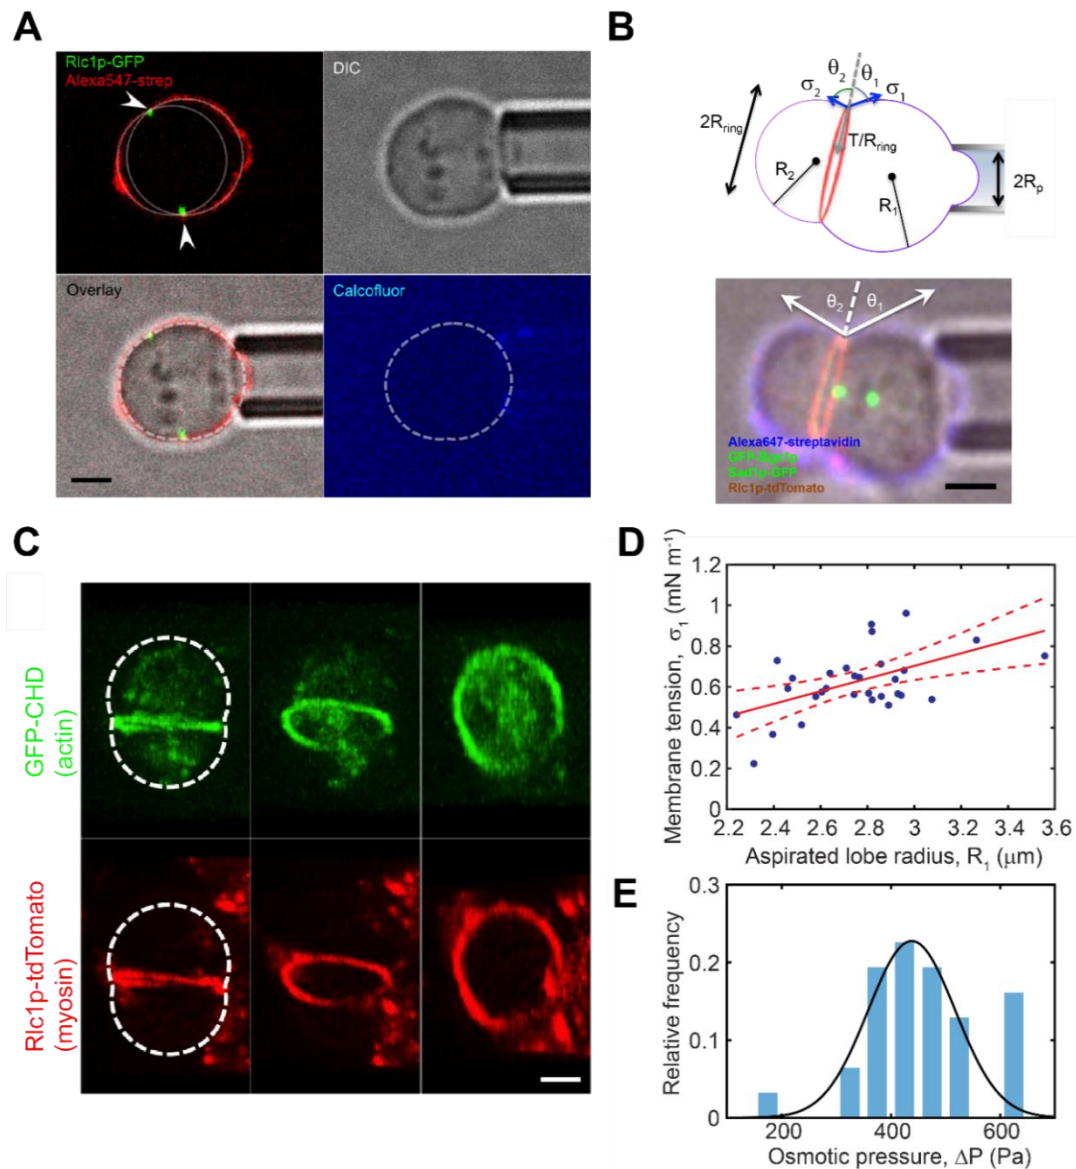 A
Rlc1p-GFP
Alexa547-strep
DIC
Overlay
Calcofluor
B
θ2 θ1
σ2 σ1
2Rring
T/Rring
R2
R1
2Rp
θ2 θ1
Alexa647-streptavidin
Sad1p-GFP
Rlc1p-tdTomato
C
GFP-CHD
(actin)
Rlc1p-tdTomato
(myosin)
D
Membrane tension, σ1 (mN m-1)
1.2
1
0.8
0.6
0.4
0.2
0
2.2 2.4 2.6 2.8 3 3.2 3.4 3.6
Aspirated lobe radius, R1 (μm)
E
Relative frequency
0.3
0.2
0.1
0
200 400 600
Osmotic pressure, ΔP (Pa)